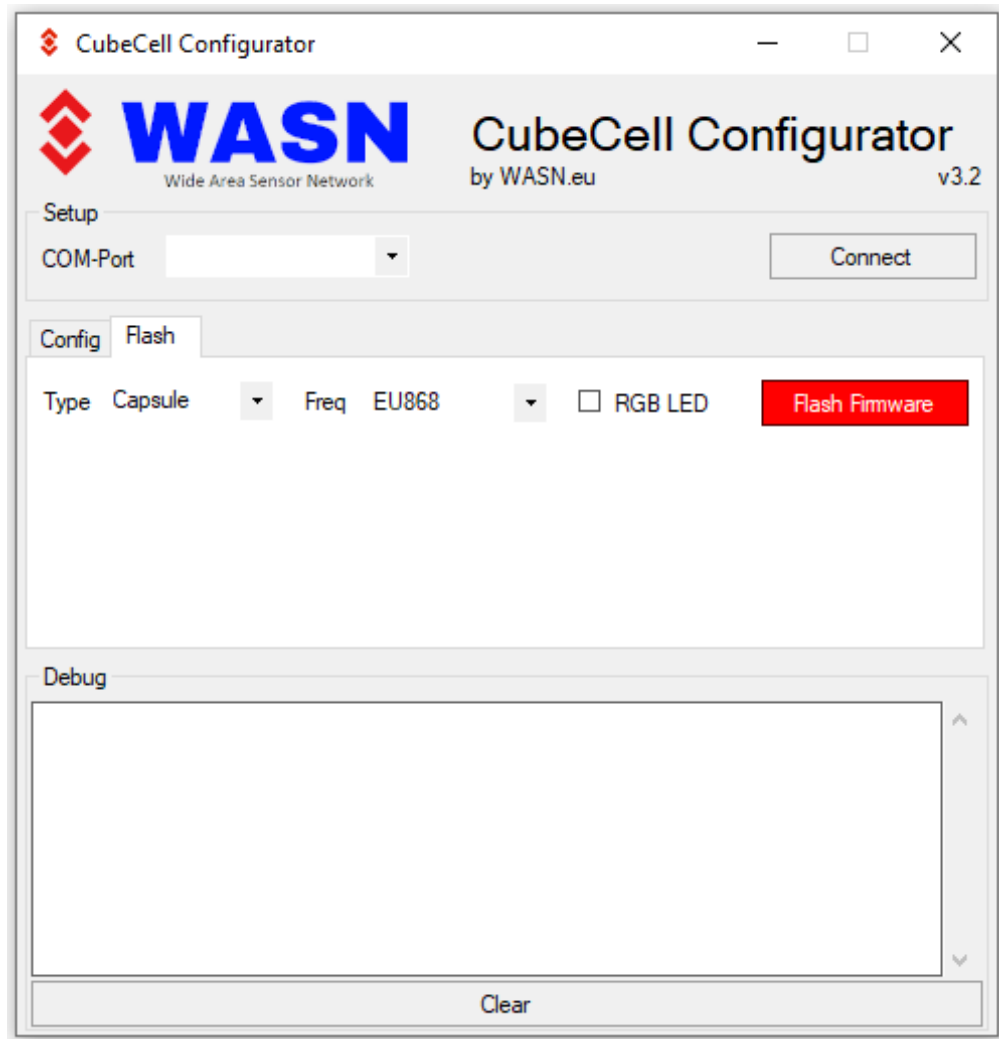 CubeCell Configurator
WASN
Wide Area Sensor Network
CubeCell Configurator
by WASN.eu v3.2
Setup
COM-Port Connect
Config Flash
Type Capsule Freq EU868 RGB LED Flash Firmware
Debug
Clear